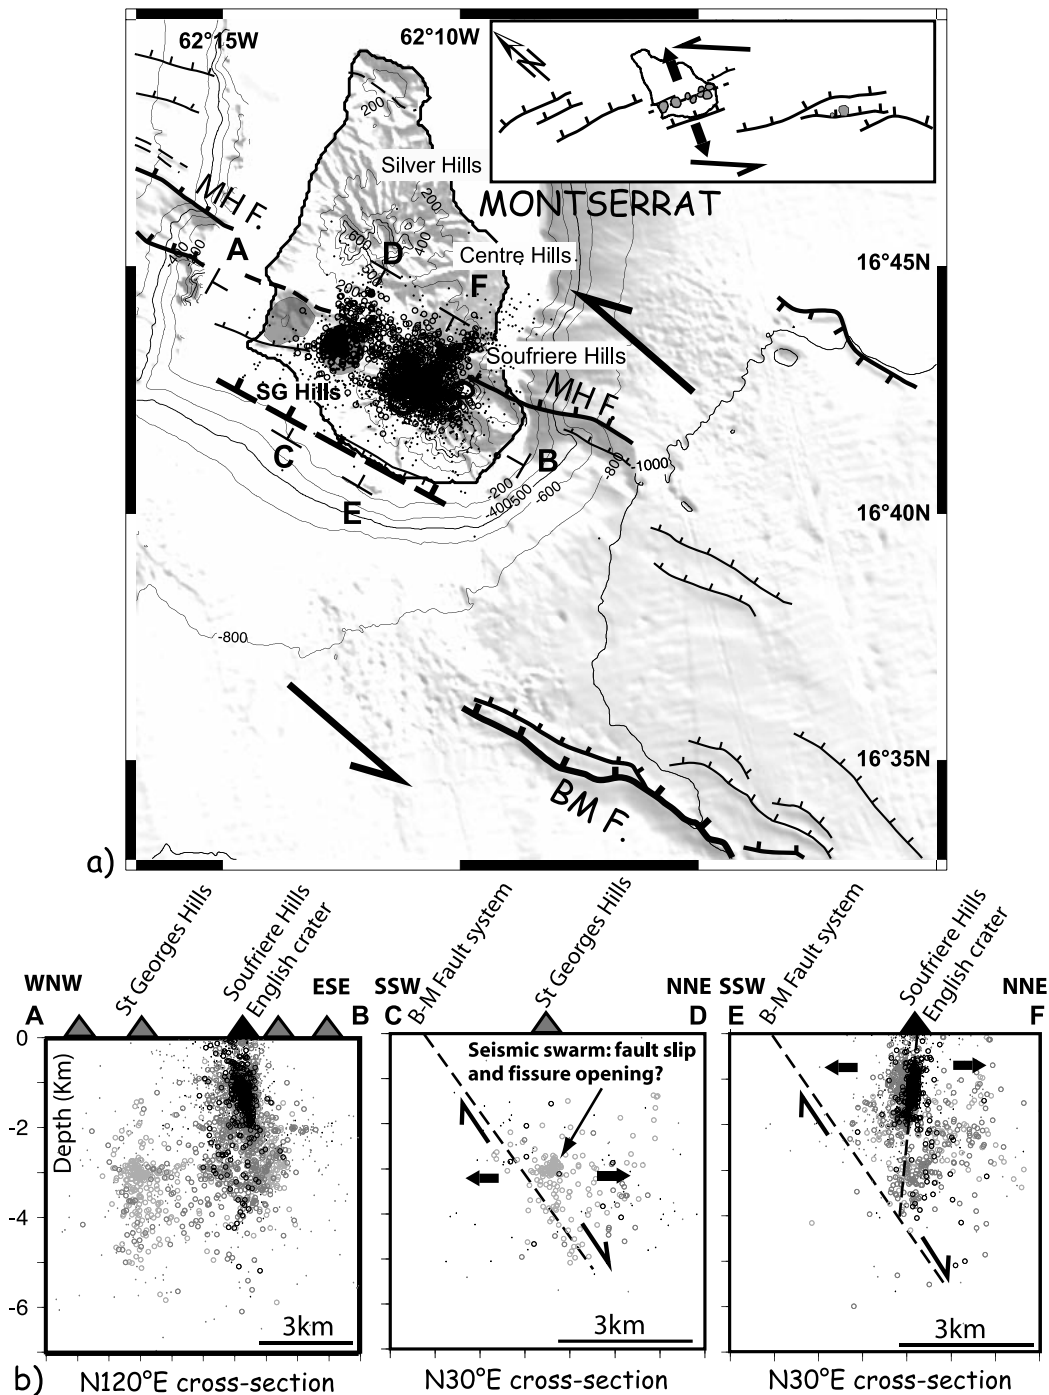 62°15W
62°10W
N
200
Silver Hills
MONTSERRAT
200
400
600
MH F.
A
D
Centre Hills
F
16°45N
200
Soufriere Hills
SG Hills
MH F.
C
B
E
-200
-400
-500
-600
-800
-1000
16°40N
-800
16°35N
BM F.
a)
St Georges Hills
Soufriere Hills
English crater
B-M Fault system
St Georges Hills
B-M Fault system
Soufriere Hills
English crater
WNW
ESE
SSW
NNE
SSW
NNE
A
B
C
D
E
F
0
-2
-4
-6
Depth (Km)
Seismic swarm: fault slip
and fissure opening?
3km
3km
3km
b)
N120°E cross-section
N30°E cross-section
N30°E cross-section